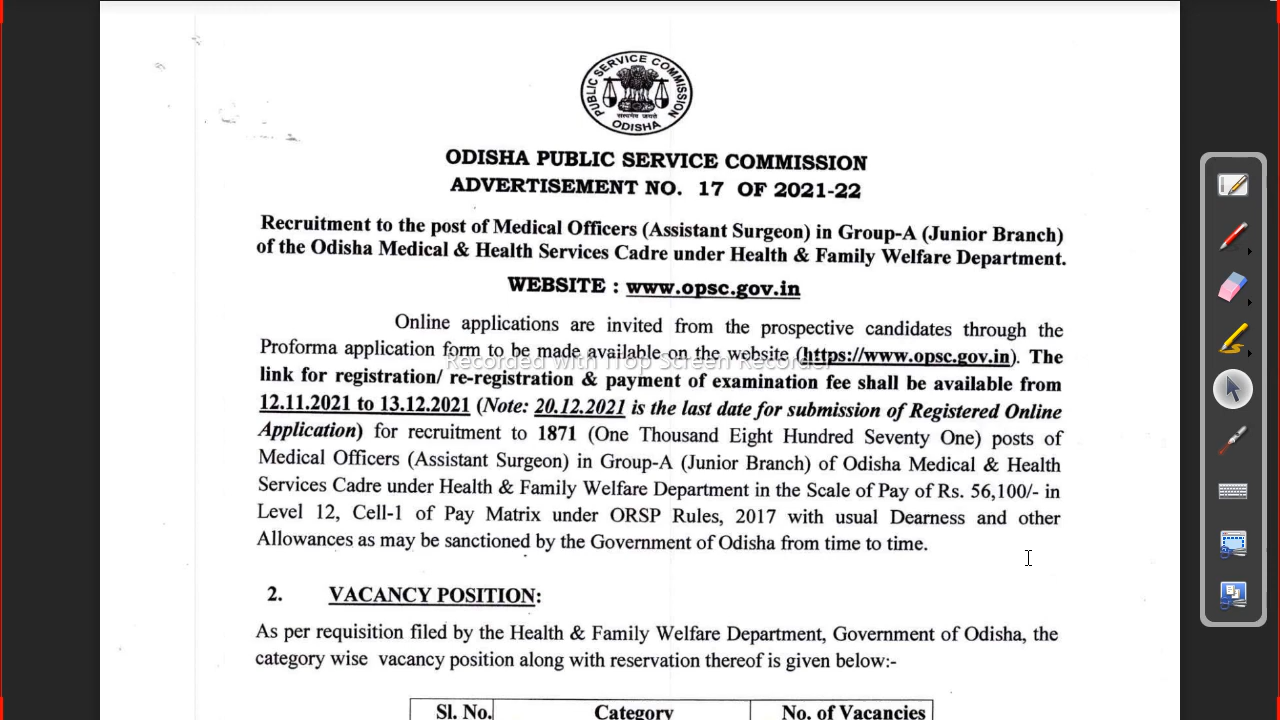 PUBLIC SERVICE COMMISSION
सत्यमेव जयते
ODISHA
ODISHA PUBLIC SERVICE COMMISSION
ADVERTISEMENT NO. 17 OF 2021-22
Recruitment to the post of Medical Officers (Assistant Surgeon) in Group-A (Junior Branch)
of the Odisha Medical & Health Services Cadre under Health & Family Welfare Department.
WEBSITE : www.opsc.gov.in
Online applications are invited from the prospective candidates through the
Proforma application form to be made available on the website (https://www.opsc.gov.in). The
Recorded with iTop Screen Recorder
link for registration/ re-registration & payment of examination fee shall be available from
12.11.2021 to 13.12.2021 (Note: 20.12.2021 is the last date for submission of Registered Online
Application) for recruitment to 1871 (One Thousand Eight Hundred Seventy One) posts of
Medical Officers (Assistant Surgeon) in Group-A (Junior Branch) of Odisha Medical & Health
Services Cadre under Health & Family Welfare Department in the Scale of Pay of Rs. 56,100/- in
Level 12, Cell-1 of Pay Matrix under ORSP Rules, 2017 with usual Dearness and other
Allowances as may be sanctioned by the Government of Odisha from time to time.
2. VACANCY POSITION:
As per requisition filed by the Health & Family Welfare Department, Government of Odisha, the
category wise vacancy position along with reservation thereof is given below:-
Sl. No. Category No. of Vacancies